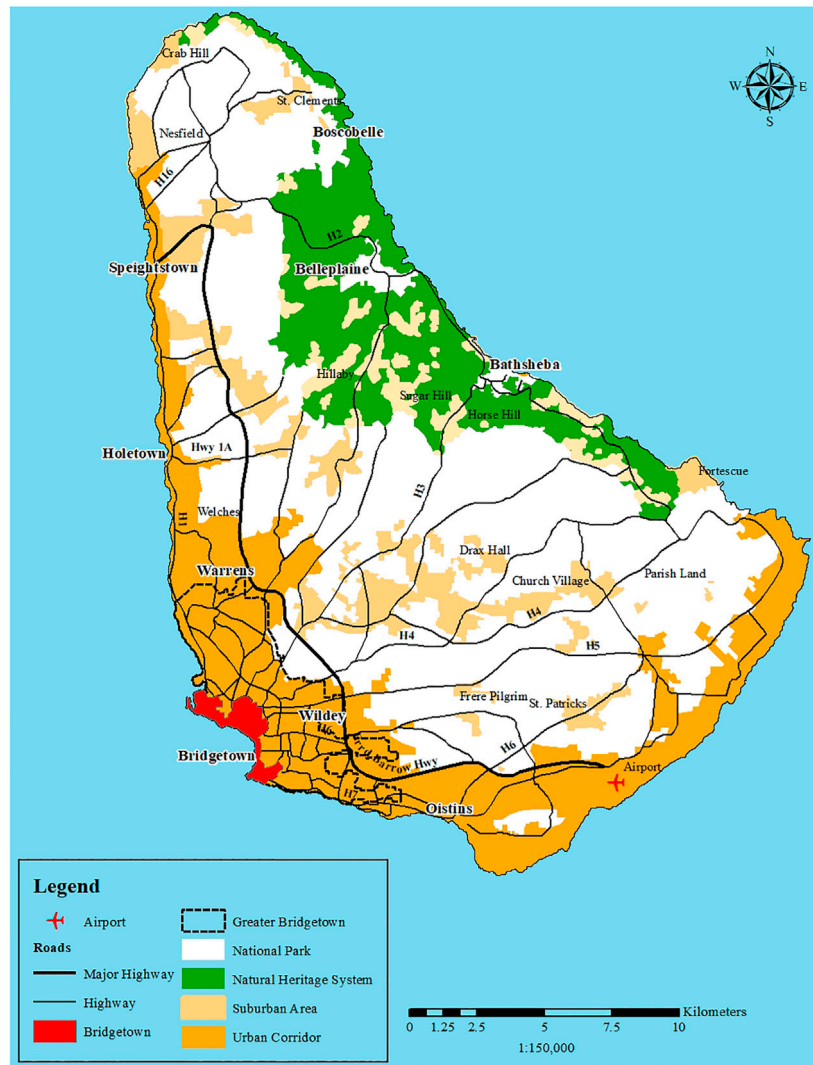 N
W E
S
Crab Hill
St. Clements
Nesfield
Boscobelle
H16
H2
Speightstown
Belleplaine
Bathsheba
Hillaby
Sugar Hill
Horse Hill
Holetown
Hwy 1A
Fortescue
H3
Welches
H1
Drax Hall
Warrens
Church Village
Parish Land
H4
H4
H5
Frere Pilgrim
St. Patricks
Wildey
H6
Barrow Hwy
H6
Bridgetown
Airport
H7
Oistins
Legend
Airport
Roads
Major Highway
Highway
Bridgetown
Greater Bridgetown
National Park
Natural Heritage System
Suburban Area
Urban Corridor
Kilometers
0 1.25 2.5 5 7.5 10
1:150,000